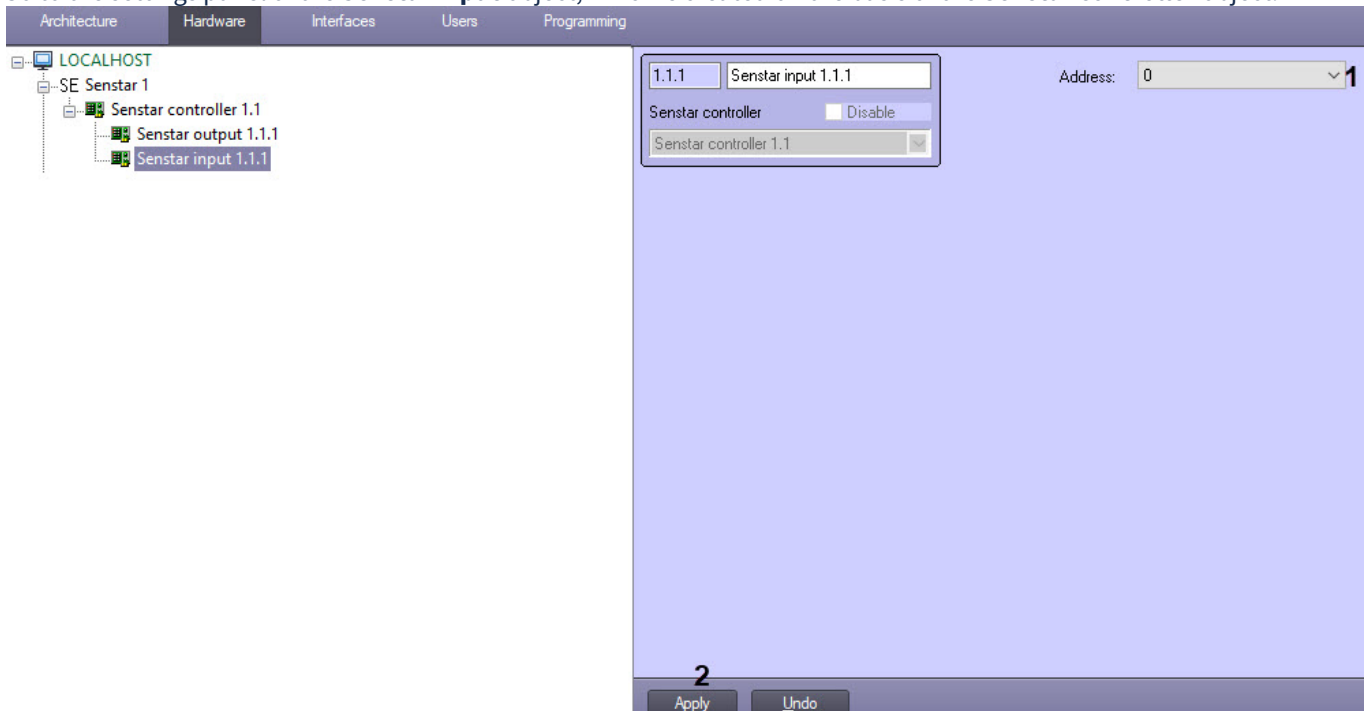 Architecture Hardware Interfaces Users Programming
LOCALHOST
SE Senstar 1
Senstar controller 1.1
Senstar output 1.1.1
Senstar input 1.1.1
1.1.1 Senstar input 1.1.1
Senstar controller Disable
Senstar controller 1.1
Address: 0 1
2
Apply Undo